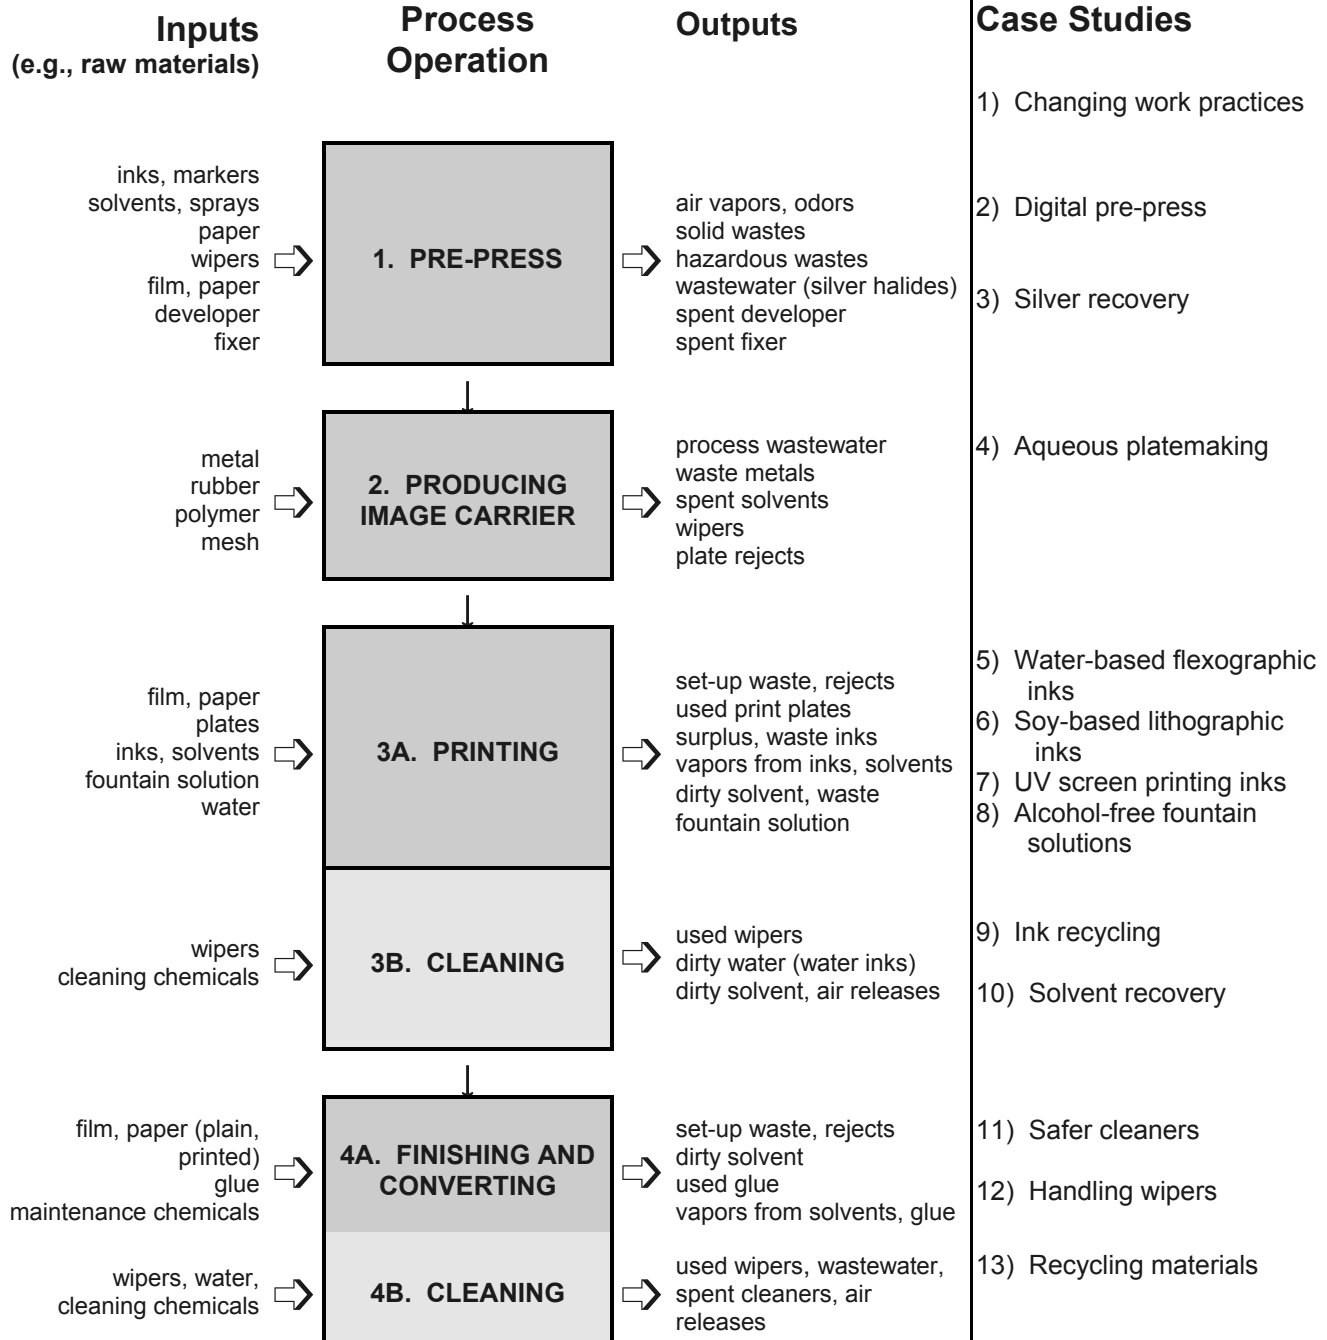 Inputs
(e.g., raw materials)
Process
Operation
Outputs
Case Studies
inks, markers
solvents, sprays
paper
wipers
film, paper
developer
fixer
1. PRE-PRESS
air vapors, odors
solid wastes
hazardous wastes
wastewater (silver halides)
spent developer
spent fixer
metal
rubber
polymer
mesh
2. PRODUCING
IMAGE CARRIER
process wastewater
waste metals
spent solvents
wipers
plate rejects
film, paper
plates
inks, solvents
fountain solution
water
3A. PRINTING
set-up waste, rejects
used print plates
surplus, waste inks
vapors from inks, solvents
dirty solvent, waste
fountain solution
wipers
cleaning chemicals
3B. CLEANING
used wipers
dirty water (water inks)
dirty solvent, air releases
film, paper (plain,
printed)
glue
maintenance chemicals
4A. FINISHING AND
CONVERTING
set-up waste, rejects
dirty solvent
used glue
vapors from solvents, glue
wipers, water,
cleaning chemicals
4B. CLEANING
used wipers, wastewater,
spent cleaners, air
releases
1) Changing work practices
2) Digital pre-press
3) Silver recovery
4) Aqueous platemaking
5) Water-based flexographic
inks
6) Soy-based lithographic
inks
7) UV screen printing inks
8) Alcohol-free fountain
solutions
9) Ink recycling
10) Solvent recovery
11) Safer cleaners
12) Handling wipers
13) Recycling materials